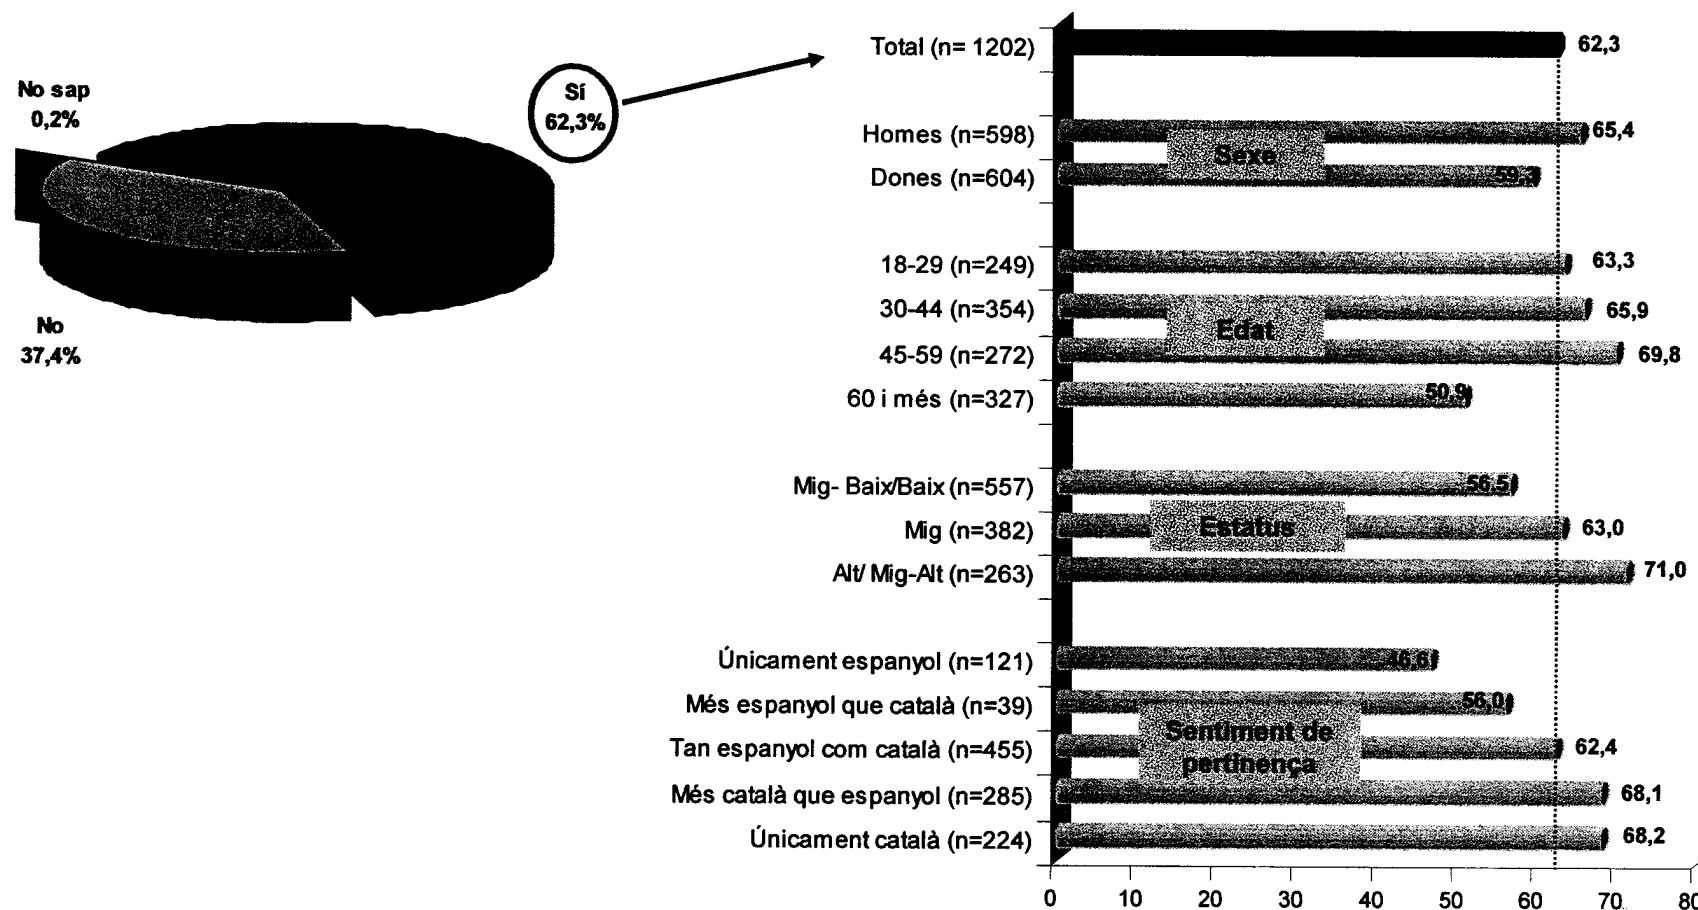 No sap
0,2%
Sí
62,3%
No
37,4%
Total (n= 1202)
62,3
Homes (n=598)
65,4
Dones (n=604)
59,3
Sexe
18-29 (n=249)
63,3
30-44 (n=354)
65,9
45-59 (n=272)
69,8
60 i més (n=327)
50,9
Edat
Mig- Baix/Baix (n=557)
56,5
Mig (n=382)
63,0
Alt/ Mig-Alt (n=263)
71,0
Estatus
Únicament espanyol (n=121)
46,6
Més espanyol que català (n=39)
56,0
Tan espanyol com català (n=455)
62,4
Més català que espanyol (n=285)
68,1
Únicament català (n=224)
68,2
Sentiment de
pertinença
0 10 20 30 40 50 60 70 80